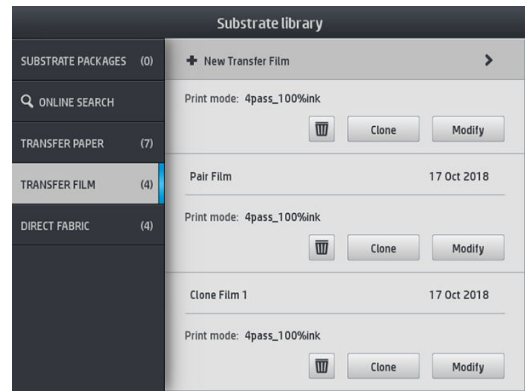 Substrate library
SUBSTRATE PACKAGES (0)
ONLINE SEARCH
TRANSFER PAPER (7)
TRANSFER FILM (4)
DIRECT FABRIC (4)
+ New Transfer Film >
Print mode: 4pass_100%ink
Clone Modify
Pair Film 17 Oct 2018
Print mode: 4pass_100%ink
Clone Modify
Clone Film 1 17 Oct 2018
Print mode: 4pass_100%ink
Clone Modify